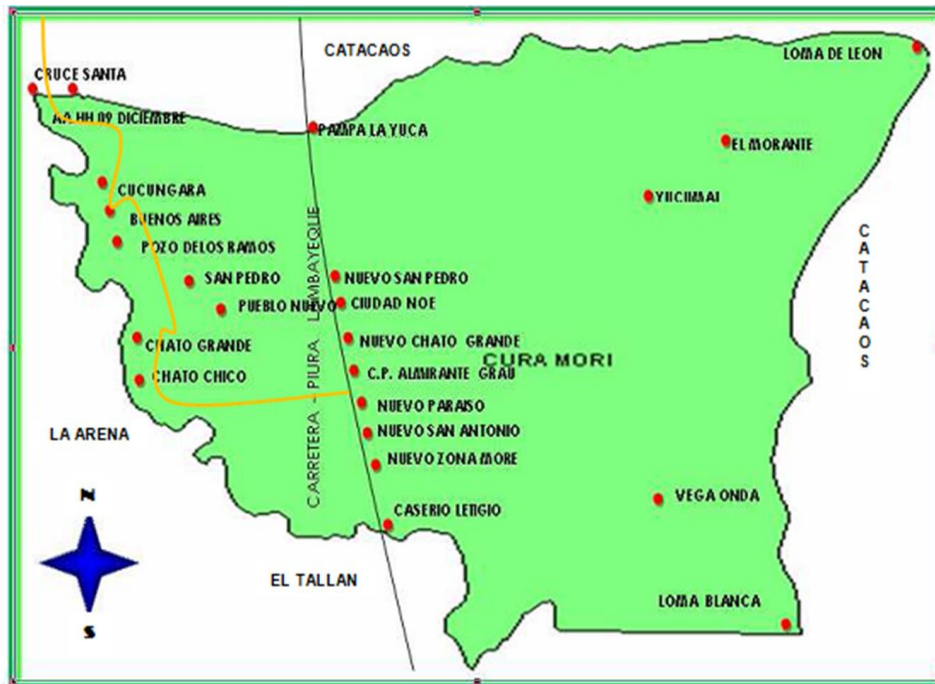 CATACAOS
LOMA DE LEON
CRUCE SANTA
AA.HH 09 DICIEMBRE
PAMPA LA YUCA
EL MORANTE
CUCUNGARA
BUENOS AIRES
POZO DELOS RAMOS
CATACAOS
SAN PEDRO
NUEVO SAN PEDRO
PUEBLO NUEVO
CIUDAD NOE
CARRETERA - PIURA LAMBAYEQUE
CHATO GRANDE
NUEVO CHATO GRANDE
CURA MORI
CHATO CHICO
C.P. ALMIRANTE GRAU
NUEVO PARAISO
LA ARENA
NUEVO SAN ANTONIO
NUEVO ZONA MORE
N
VEGA ONDA
CASERIO LETIGIO
EL TALLAN
LOMA BLANCA
S